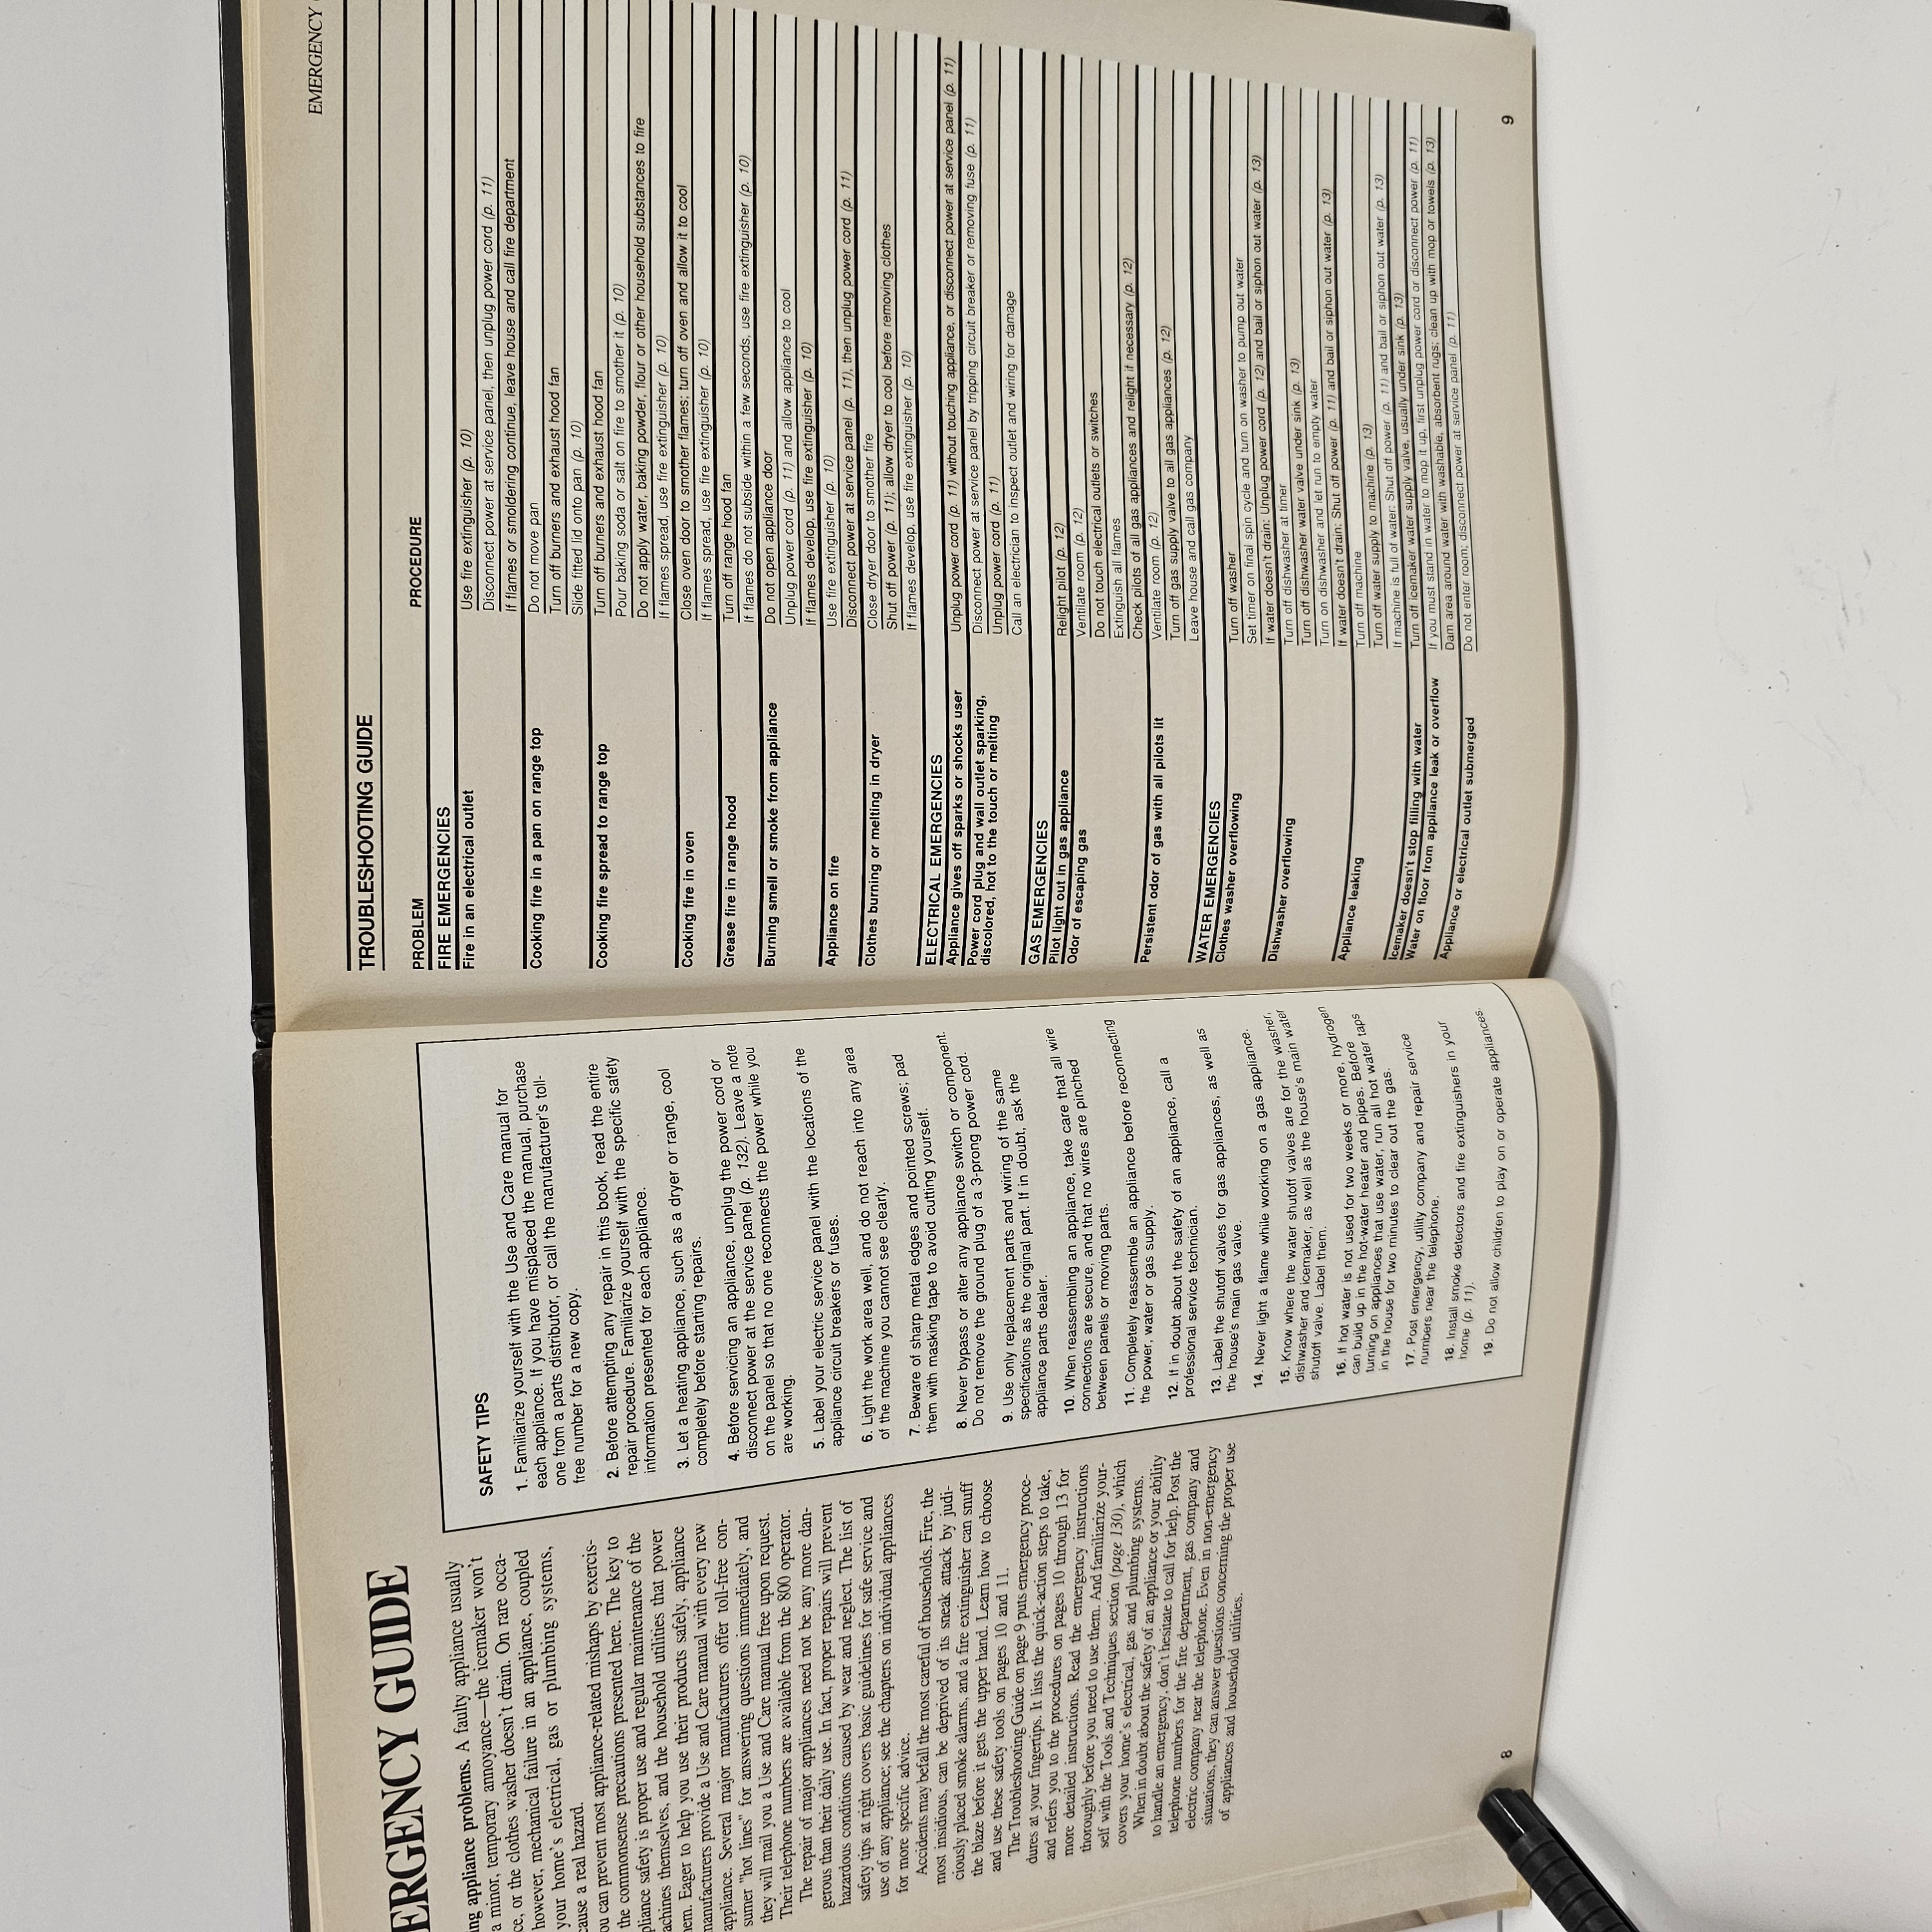 ERGENCY GUIDE
ing appliance problems. A faulty appliance usually
a minor, temporary annoyance—the icemaker won't
ce, or the clothes washer doesn't drain. On rare occa-
however, mechanical failure in an appliance, coupled
your home's electrical, gas or plumbing systems,
cause a real hazard.
ou can prevent most appliance-related mishaps by exercis-
the commonsense precautions presented here. The key to
pliance safety is proper use and regular maintenance of the
achines themselves, and the household utilities that power
hem. Eager to help you use their products safely, appliance
manufacturers provide a Use and Care manual with every new
appliance. Several major manufacturers offer toll-free con-
sumer "hot lines" for answering questions immediately, and
they will mail you a Use and Care manual free upon request.
Their telephone numbers are available from the 800 operator.
The repair of major appliances need not be any more dan-
gerous than their daily use. In fact, proper repairs will prevent
hazardous conditions caused by wear and neglect. The list of
safety tips at right covers basic guidelines for safe service and
use of any appliance; see the chapters on individual appliances
for more specific advice.
Accidents may befall the most careful of households. Fire, the
most insidious, can be deprived of its sneak attack by judi-
ciously placed smoke alarms, and a fire extinguisher can snuff
the blaze before it gets the upper hand. Learn how to choose
and use these safety tools on pages 10 and 11.
The Troubleshooting Guide on page 9 puts emergency proce-
dures at your fingertips. It lists the quick-action steps to take,
and refers you to the procedures on pages 10 through 13 for
more detailed instructions. Read the emergency instructions
thoroughly before you need to use them. And familiarize your-
self with the Tools and Techniques section (page 130), which
covers your home's electrical, gas and plumbing systems.
When in doubt about the safety of an appliance or your ability
to handle an emergency, don't hesitate to call for help. Post the
telephone numbers for the fire department, gas company and
electric company near the telephone. Even in non-emergency
situations, they can answer questions concerning the proper use
of appliances and household utilities.
SAFETY TIPS
1. Familiarize yourself with the Use and Care manual for
each appliance. If you have misplaced the manual, purchase
one from a parts distributor, or call the manufacturer's toll-
free number for a new copy.
2. Before attempting any repair in this book, read the entire
repair procedure. Familiarize yourself with the specific safety
information presented for each appliance.
3. Let a heating appliance, such as a dryer or range, cool
completely before starting repairs.
4. Before servicing an appliance, unplug the power cord or
disconnect power at the service panel (p. 132). Leave a note
on the panel so that no one reconnects the power while you
are working.
5. Label your electric service panel with the locations of the
appliance circuit breakers or fuses.
6. Light the work area well, and do not reach into any area
of the machine you cannot see clearly.
7. Beware of sharp metal edges and pointed screws; pad
them with masking tape to avoid cutting yourself.
8. Never bypass or alter any appliance switch or component.
Do not remove the ground plug of a 3-prong power cord.
9. Use only replacement parts and wiring of the same
specifications as the original part. If in doubt, ask the
appliance parts dealer.
10. When reassembling an appliance, take care that all wire
connections are secure, and that no wires are pinched
between panels or moving parts.
11. Completely reassemble an appliance before reconnecting
the power, water or gas supply.
12. If in doubt about the safety of an appliance, call a
professional service technician.
13. Label the shutoff valves for gas appliances, as well as
the house's main gas valve.
14. Never light a flame while working on a gas appliance.
15. Know where the water shutoff valves are for the washer,
dishwasher and icemaker, as well as the house's main water
shutoff valve. Label them.
16. If hot water is not used for two weeks or more, hydrogen
can build up in the hot-water heater and pipes. Before
turning on appliances that use water, run all hot water taps
in the house for two minutes to clear out the gas.
17. Post emergency, utility company and repair service
numbers near the telephone.
18. Install smoke detectors and fire extinguishers in your
home (p. 11).
19. Do not allow children to play on or operate appliances.
8
EMERGENCY
TROUBLESHOOTING GUIDE
PROBLEM PROCEDURE
FIRE EMERGENCIES
Fire in an electrical outlet Use fire extinguisher (p. 10)
Disconnect power at service panel, then unplug power cord (p. 11)
If flames or smoldering continue, leave house and call fire department
Cooking fire in a pan on range top Do not move pan
Turn off burners and exhaust hood fan
Slide fitted lid onto pan (p. 10)
Cooking fire spread to range top Turn off burners and exhaust hood fan
Pour baking soda or salt on fire to smother it (p. 10)
Do not apply water, baking powder, flour or other household substances to fire
If flames spread, use fire extinguisher (p. 10)
Cooking fire in oven Close oven door to smother flames; turn off oven and allow it to cool
If flames spread, use fire extinguisher (p. 10)
Grease fire in range hood Turn off range hood fan
If flames do not subside within a few seconds, use fire extinguisher (p. 10)
Burning smell or smoke from appliance Do not open appliance door
Unplug power cord (p. 11) and allow appliance to cool
If flames develop, use fire extinguisher (p. 10)
Appliance on fire Use fire extinguisher (p. 10)
Disconnect power at service panel (p. 11), then unplug power cord (p. 11)
Clothes burning or melting in dryer Close dryer door to smother fire
Shut off power (p. 11); allow dryer to cool before removing clothes
If flames develop, use fire extinguisher (p. 10)
ELECTRICAL EMERGENCIES
Appliance gives off sparks or shocks user Unplug power cord (p. 11) without touching appliance, or disconnect power at service panel (p. 11)
Power cord plug and wall outlet sparking, Disconnect power at service panel by tripping circuit breaker or removing fuse (p. 11)
discolored, hot to the touch or melting Unplug power cord (p. 11)
Call an electrician to inspect outlet and wiring for damage
GAS EMERGENCIES
Pilot light out in gas appliance Relight pilot (p. 12)
Odor of escaping gas Ventilate room (p. 12)
Do not touch electrical outlets or switches
Extinguish all flames
Check pilots of all gas appliances and relight if necessary (p. 12)
Persistent odor of gas with all pilots lit Ventilate room (p. 12)
Turn off gas supply valve to all gas appliances (p. 12)
Leave house and call gas company
WATER EMERGENCIES
Clothes washer overflowing Turn off washer
Set timer on final spin cycle and turn on washer to pump out water
If water doesn't drain: Unplug power cord (p. 12) and bail or siphon out water (p. 13)
Dishwasher overflowing Turn off dishwasher at timer
Turn off dishwasher water valve under sink (p. 13)
Turn on dishwasher and let run to empty water
If water doesn't drain: Shut off power (p. 11) and bail or siphon out water (p. 13)
Appliance leaking Turn off machine
Turn off water supply to machine (p. 13)
If machine is full of water: Shut off power (p. 11) and bail or siphon out water (p. 13)
Icemaker doesn't stop filling with water Turn off icemaker water supply valve, usually under sink (p. 13)
Water on floor from appliance leak or overflow If you must stand in water to mop it up, first unplug power cord or disconnect power (p. 11)
Dam area around water with washable, absorbent rugs; clean up with mop or towels (p. 13)
Appliance or electrical outlet submerged Do not enter room; disconnect power at service panel (p. 11)
9